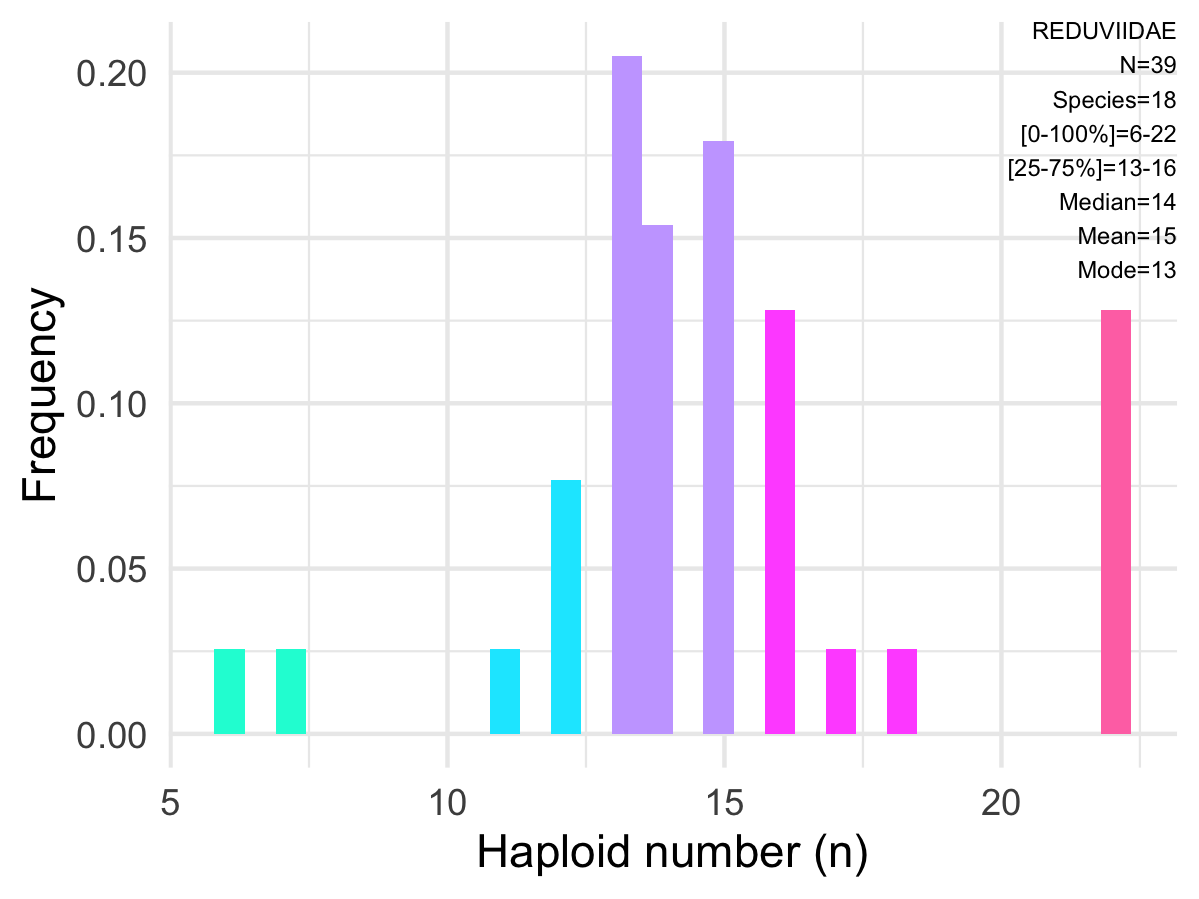 REDUVIIDAE
N=39
Species=18
[0-100%]=6-22
[25-75%]=13-16
Median=14
Mean=15
Mode=13
Frequency
0.20
0.15
0.10
0.05
0.00
5 10 15 20
Haploid number (n)